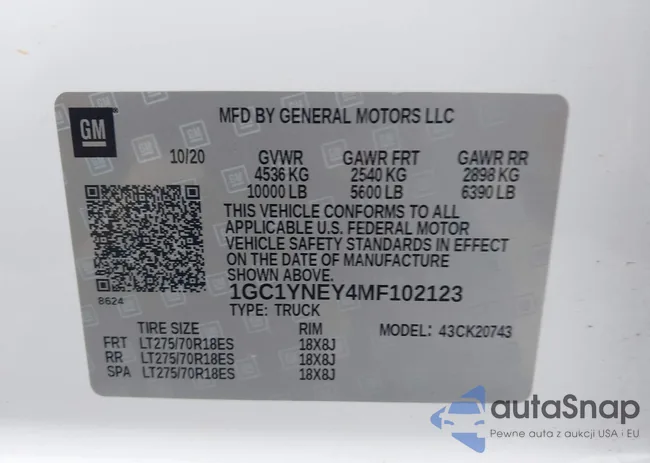 GM
MFD BY GENERAL MOTORS LLC
10/20 GVWR GAWR FRT GAWR RR
4536 KG 2540 KG 2898 KG
10000 LB 5600 LB 6390 LB
THIS VEHICLE CONFORMS TO ALL
APPLICABLE U.S. FEDERAL MOTOR
VEHICLE SAFETY STANDARDS IN EFFECT
ON THE DATE OF MANUFACTURE
SHOWN ABOVE.
8624
1GC1YNEY4MF102123
TYPE: TRUCK
TIRE SIZE RIM MODEL: 43CK20743
FRT LT275/70R18ES 18X8J
RR LT275/70R18ES 18X8J
SPA LT275/70R18ES 18X8J
autaSnap
Pewne auta z aukcji USA i EU